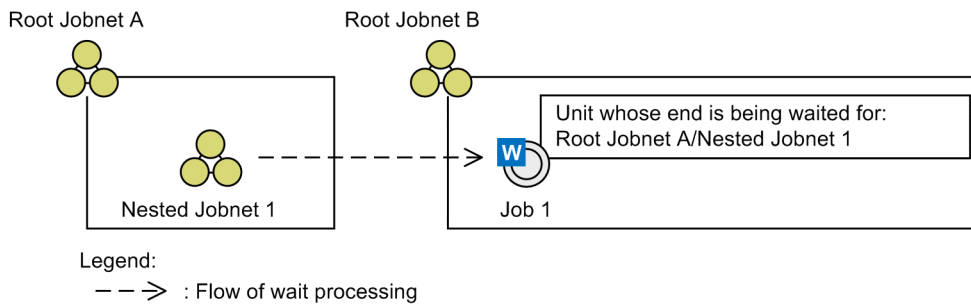 Root Jobnet A
Root Jobnet B
Unit whose end is being waited for:
Root Jobnet A/Nested Jobnet 1
W
Nested Jobnet 1
Job 1
Legend:
: Flow of wait processing